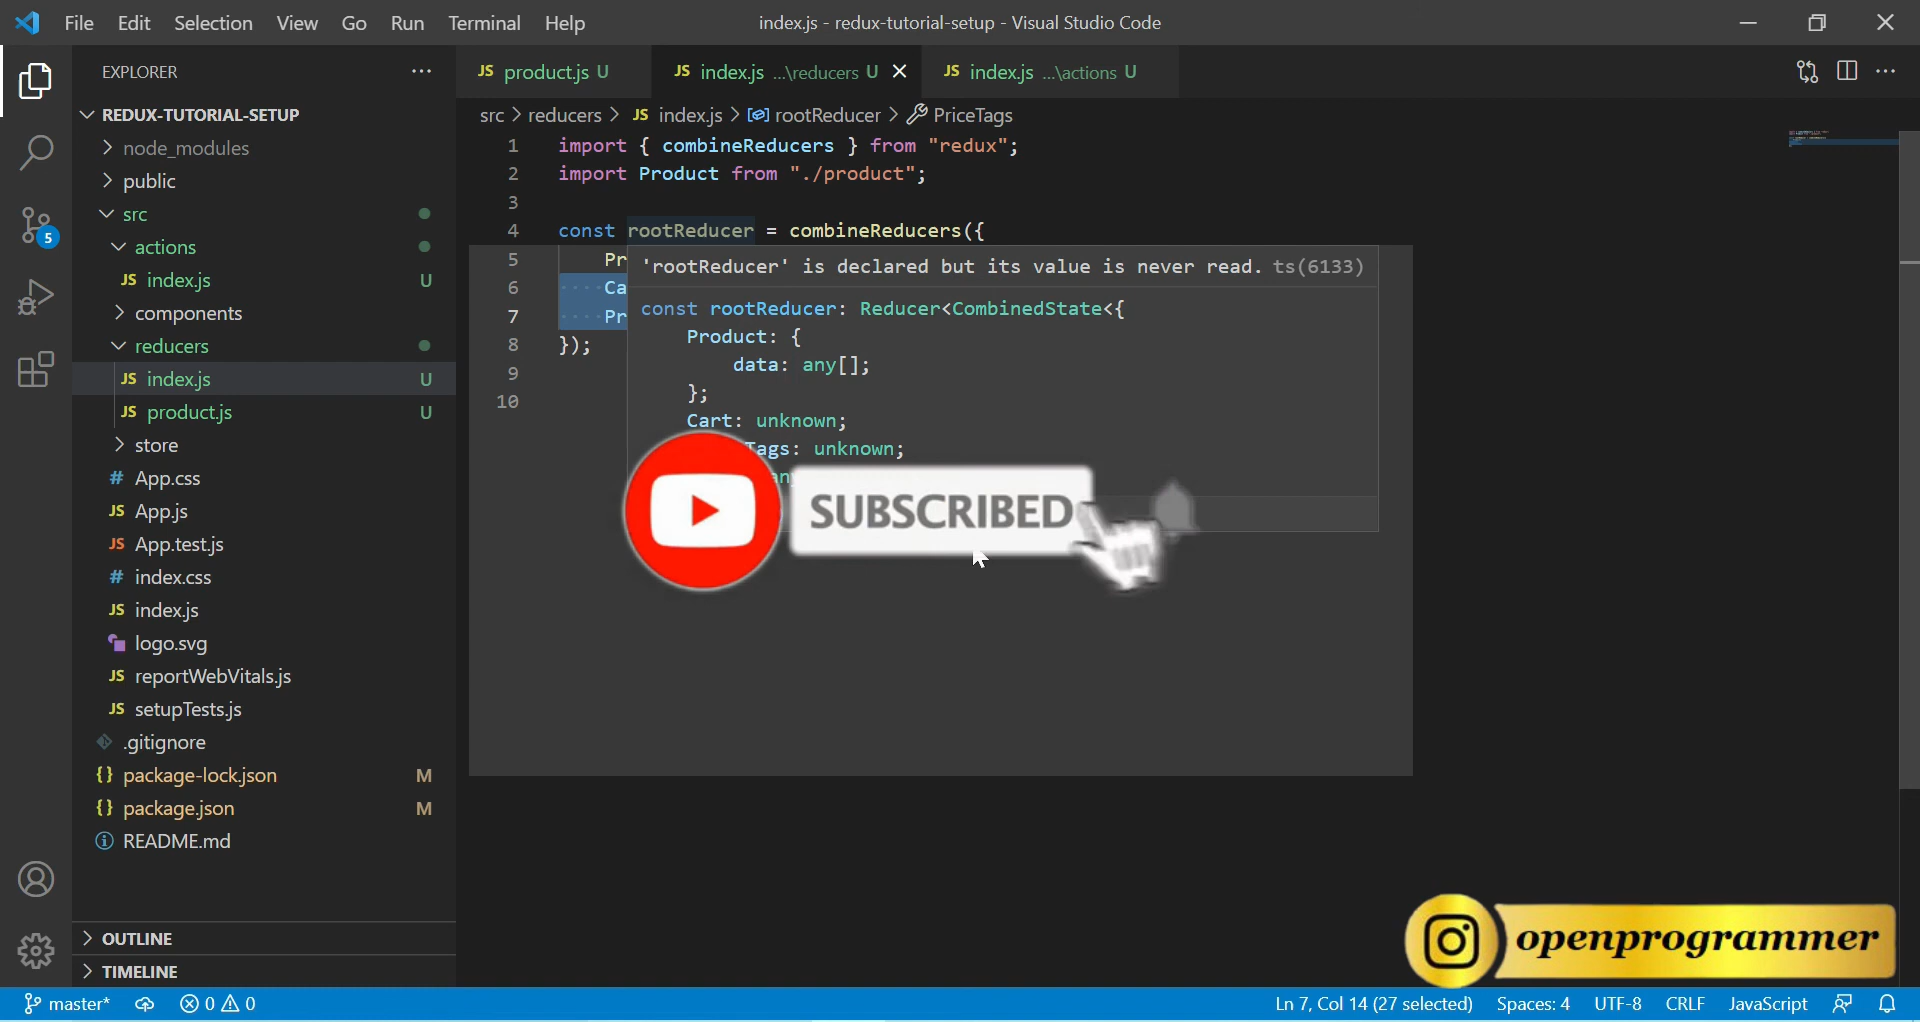 File Edit Selection View Go Run Terminal Help
index.js - redux-tutorial-setup - Visual Studio Code
EXPLORER
REDUX-TUTORIAL-SETUP
node_modules
public
src
actions
JS index.js U
components
reducers
JS index.js U
JS product.js U
store
# App.css
JS App.js
JS App.test.js
# index.css
JS index.js
logo.svg
JS reportWebVitals.js
JS setupTests.js
.gitignore
{} package-lock.json M
{} package.json M
README.md
OUTLINE
TIMELINE
5
JS product.js U
JS index.js ...\reducers U
JS index.js ...\actions U
src > reducers > JS index.js > rootReducer > PriceTags
1 import { combineReducers } from "redux";
2 import Product from "./product";
3
4 const rootReducer = combineReducers({
5 Pr
6 Ca
7 Pr
8 });
9
10
'rootReducer' is declared but its value is never read. ts(6133)
const rootReducer: Reducer<CombinedState<{
Product: {
data: any[];
};
Cart: unknown;
Tags: unknown;
SUBSCRIBED
openprogrammer
master* 0 0
Ln 7, Col 14 (27 selected) Spaces: 4 UTF-8 CRLF JavaScript